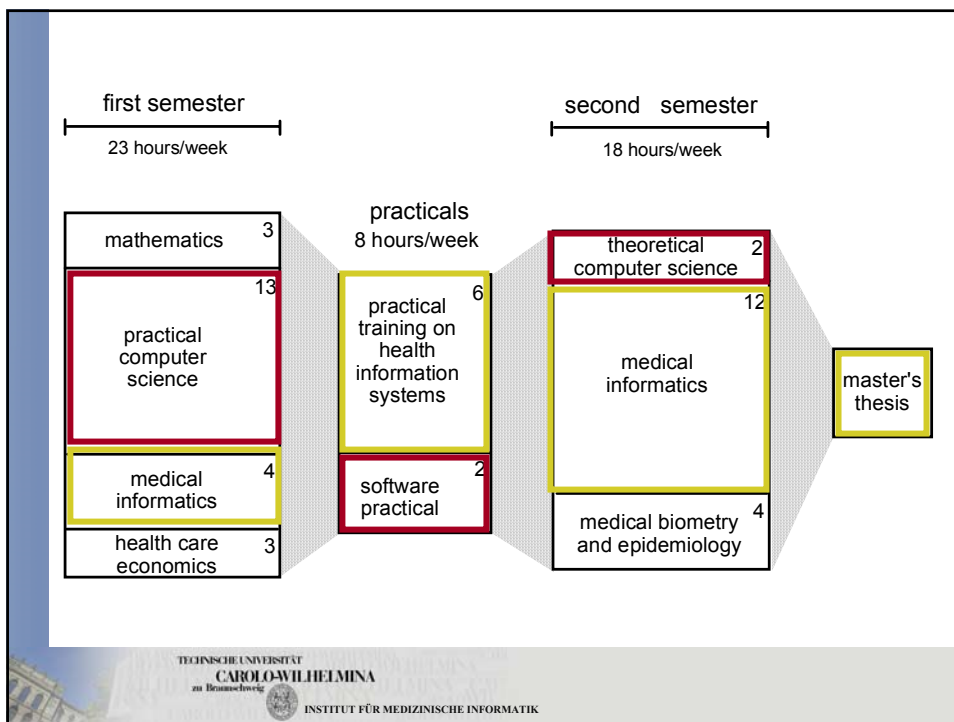 first semester
23 hours/week
mathematics 3
13
practical
computer
science
medical 4
informatics
health care 3
economics
practicals
8 hours/week
practical 6
training on
health
information
systems
software 2
practical
second semester
18 hours/week
theoretical 2
computer science
12
medical
informatics
medical biometry 4
and epidemiology
master's
thesis
TECHNISCHE UNIVERSITÄT
CAROLO-WILHELMINA
zu Braunschweig
INSTITUT FÜR MEDIZINISCHE INFORMATIK